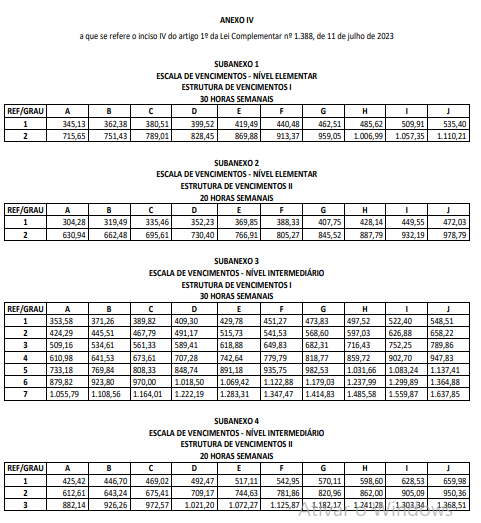 ANEXO IV
a que se refere o inciso IV do artigo 1º da Lei Complementar nº 1.388, de 11 de julho de 2023
SUBANEXO 1
ESCALA DE VENCIMENTOS - NÍVEL ELEMENTAR
ESTRUTURA DE VENCIMENTOS I
30 HORAS SEMANAIS
REF/GRAU A B C D E F G H I J
1 345,13 362,38 380,51 399,52 419,49 440,48 462,51 485,62 509,91 535,40
2 715,65 751,43 789,01 828,45 869,88 913,37 959,05 1.006,99 1.057,35 1.110,21
SUBANEXO 2
ESCALA DE VENCIMENTOS - NÍVEL ELEMENTAR
ESTRUTURA DE VENCIMENTOS II
20 HORAS SEMANAIS
REF/GRAU A B C D E F G H I J
1 304,28 319,49 335,46 352,23 369,85 388,33 407,75 428,14 449,55 472,03
2 630,94 662,48 695,61 730,40 766,91 805,27 845,52 887,79 932,19 978,79
SUBANEXO 3
ESCALA DE VENCIMENTOS - NÍVEL INTERMEDIÁRIO
ESTRUTURA DE VENCIMENTOS I
30 HORAS SEMANAIS
REF/GRAU A B C D E F G H I J
1 353,58 371,26 389,82 409,30 429,78 451,27 473,83 497,52 522,40 548,51
2 424,29 445,51 467,79 491,17 515,73 541,53 568,60 597,03 626,88 658,22
3 509,16 534,61 561,33 589,41 618,88 649,83 682,31 716,43 752,25 789,86
4 610,98 641,53 673,61 707,28 742,64 779,79 818,77 859,72 902,70 947,83
5 733,18 769,84 808,33 848,74 891,18 935,75 982,53 1.031,66 1.083,24 1.137,41
6 879,82 923,80 970,00 1.018,50 1.069,42 1.122,88 1.179,03 1.237,99 1.299,89 1.364,88
7 1.055,79 1.108,56 1.164,01 1.222,19 1.283,31 1.347,47 1.414,83 1.485,58 1.559,87 1.637,85
SUBANEXO 4
ESCALA DE VENCIMENTOS - NÍVEL INTERMEDIÁRIO
ESTRUTURA DE VENCIMENTOS II
20 HORAS SEMANAIS
REF/GRAU A B C D E F G H I J
1 425,42 446,70 469,02 492,47 517,11 542,95 570,11 598,60 628,53 659,98
2 612,61 643,24 675,41 709,17 744,63 781,86 820,96 862,00 905,09 950,36
3 882,14 926,26 972,57 1.021,20 1.072,27 1.125,87 1.182,17 1.241,28 1.303,34 1.368,51
Ativar o Windows